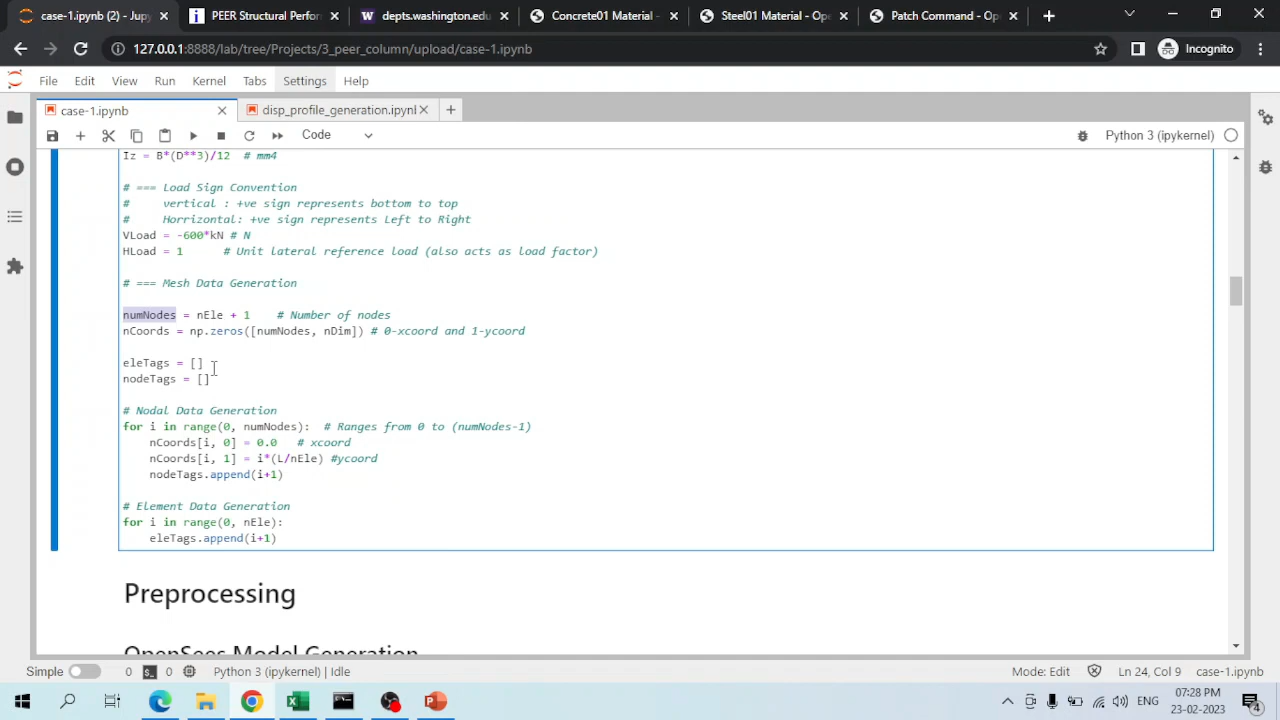 case-1.ipynb (1) - Ju
PEER Structural Perfor
depts.washington.edu
Concrete01 Material -
Steel01 Material - Ope
Patch Command - Op
127.0.0.1:8888/lab/tree/Projects/3_peer_column/upload/case-1.ipynb
Incognito
File Edit View Run Kernel Tabs Settings Help
case-1.ipynb
disp_profile_generation.ipynb
Code
Python 3 (ipykernel)
Iz = B*(D**3)/12 # mm4
# === Load Sign Convention
# vertical : +ve sign represents bottom to top
# Horrizontal: +ve sign represents Left to Right
VLoad = -600*kN # N
HLoad = 1 # Unit lateral reference load (also acts as load factor)
# === Mesh Data Generation
numNodes = nEle + 1 # Number of nodes
nCoords = np.zeros([numNodes, nDim]) # 0-xcoord and 1-ycoord
eleTags = []
nodeTags = []
# Nodal Data Generation
for i in range(0, numNodes): # Ranges from 0 to (numNodes-1)
nCoords[i, 0] = 0.0 # xcoord
nCoords[i, 1] = i*(L/nEle) #ycoord
nodeTags.append(i+1)
# Element Data Generation
for i in range(0, nEle):
eleTags.append(i+1)
Preprocessing
OpenSees Model Generation
Simple 0 0 Python 3 (ipykernel) | Idle Mode: Edit Ln 24, Col 9 case-1.ipynb
ENG
07:28 PM
23-02-2023
4